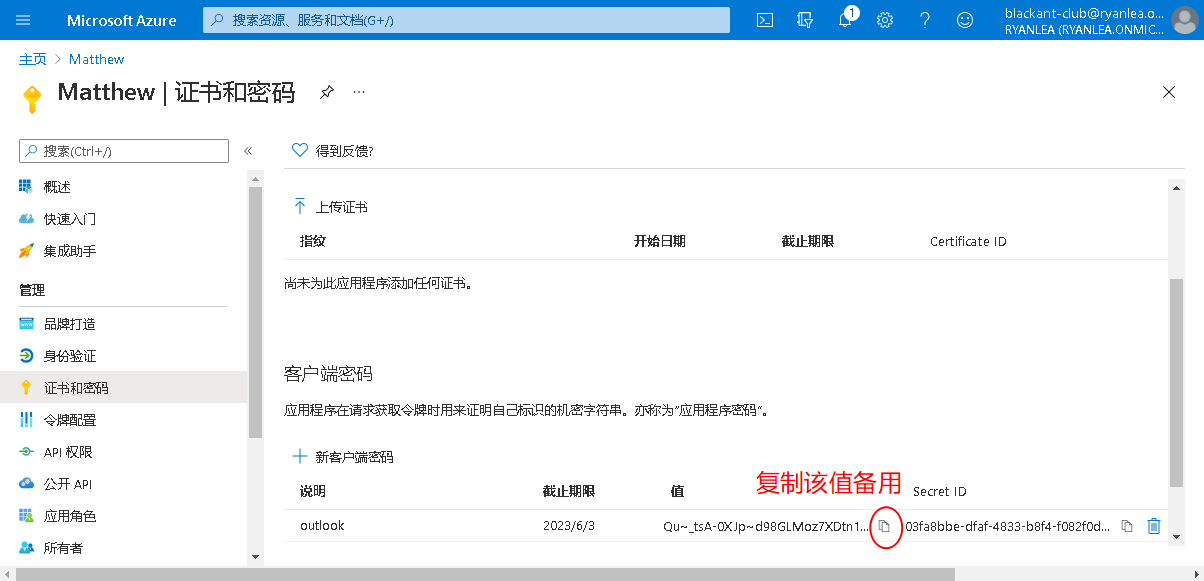 Microsoft Azure
搜索资源、服务和文档(G+/)
1
blackant-club@ryanlea.o...
RYANLEA (RYANLEA.ONMIC...
主页 > Matthew
Matthew | 证书和密码
搜索(Ctrl+/)
概述
快速入门
集成助手
管理
品牌打造
身份验证
证书和密码
令牌配置
API 权限
公开 API
应用角色
所有者
得到反馈?
上传证书
指纹 开始日期 截止期限 Certificate ID
尚未为此应用程序添加任何证书。
客户端密码
应用程序在请求获取令牌时用来证明自己标识的机密字符串。亦称为"应用程序密码"。
新客户端密码
复制该值备用
说明 截止期限 值 Secret ID
outlook 2023/6/3 Qu~_tsA-0XJp~d98GLMoz7XDtn1... 03fa8bbe-dfaf-4833-b8f4-f082f0d...